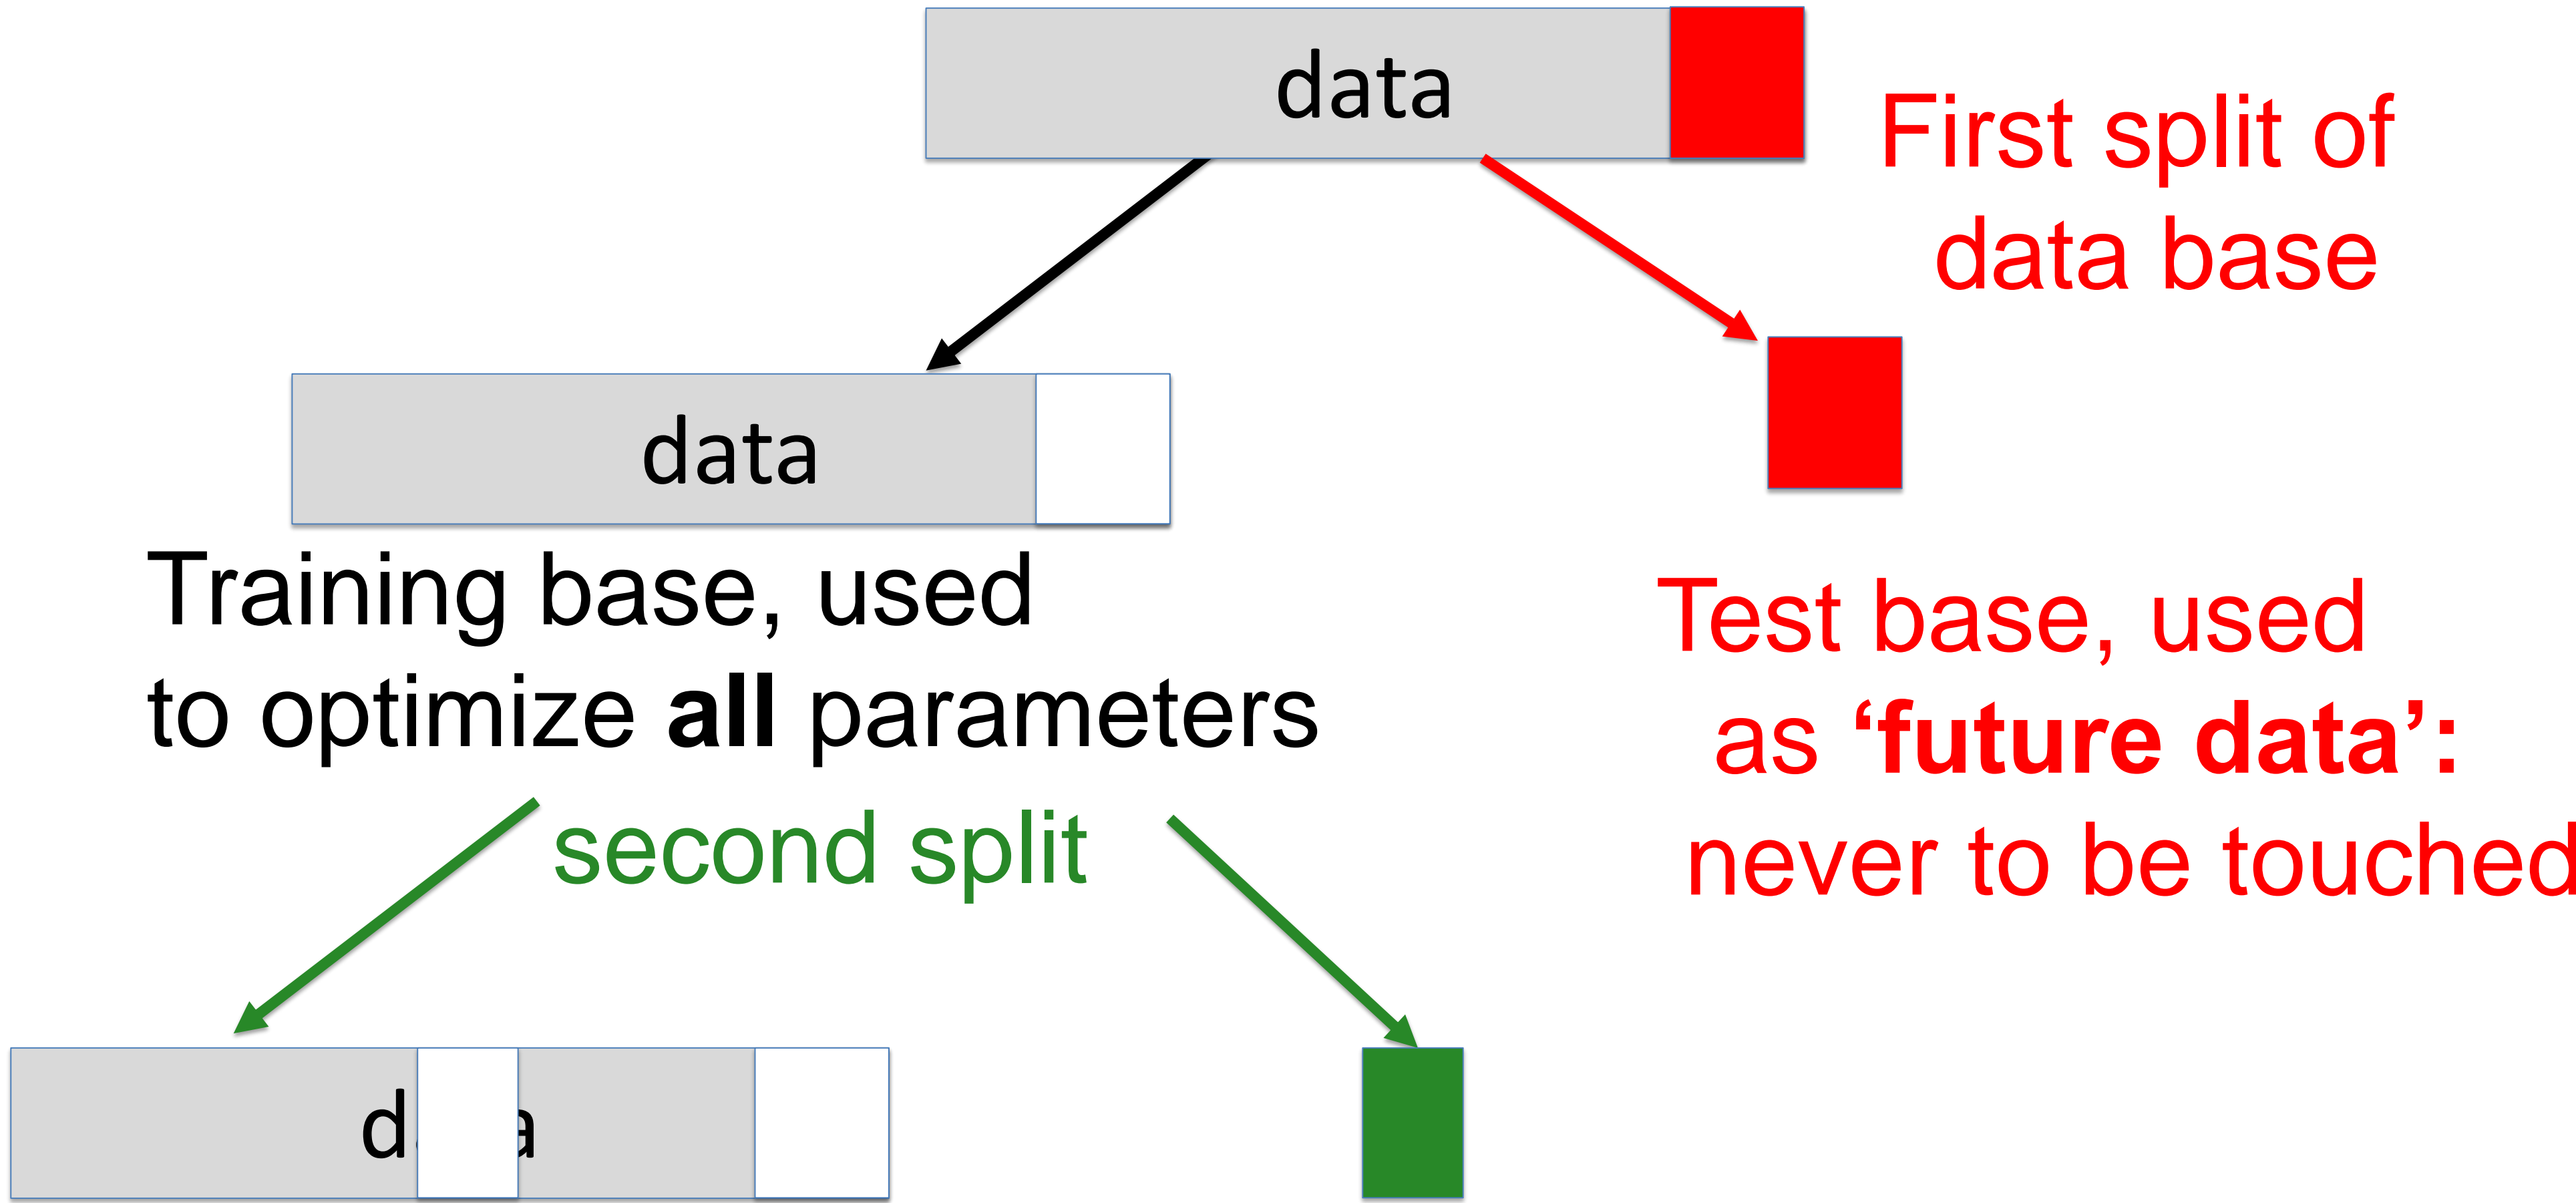 data
First split of
data base
data
Training base, used
to optimize all parameters
Test base, used
as ‘future data’:
never to be touched
second split